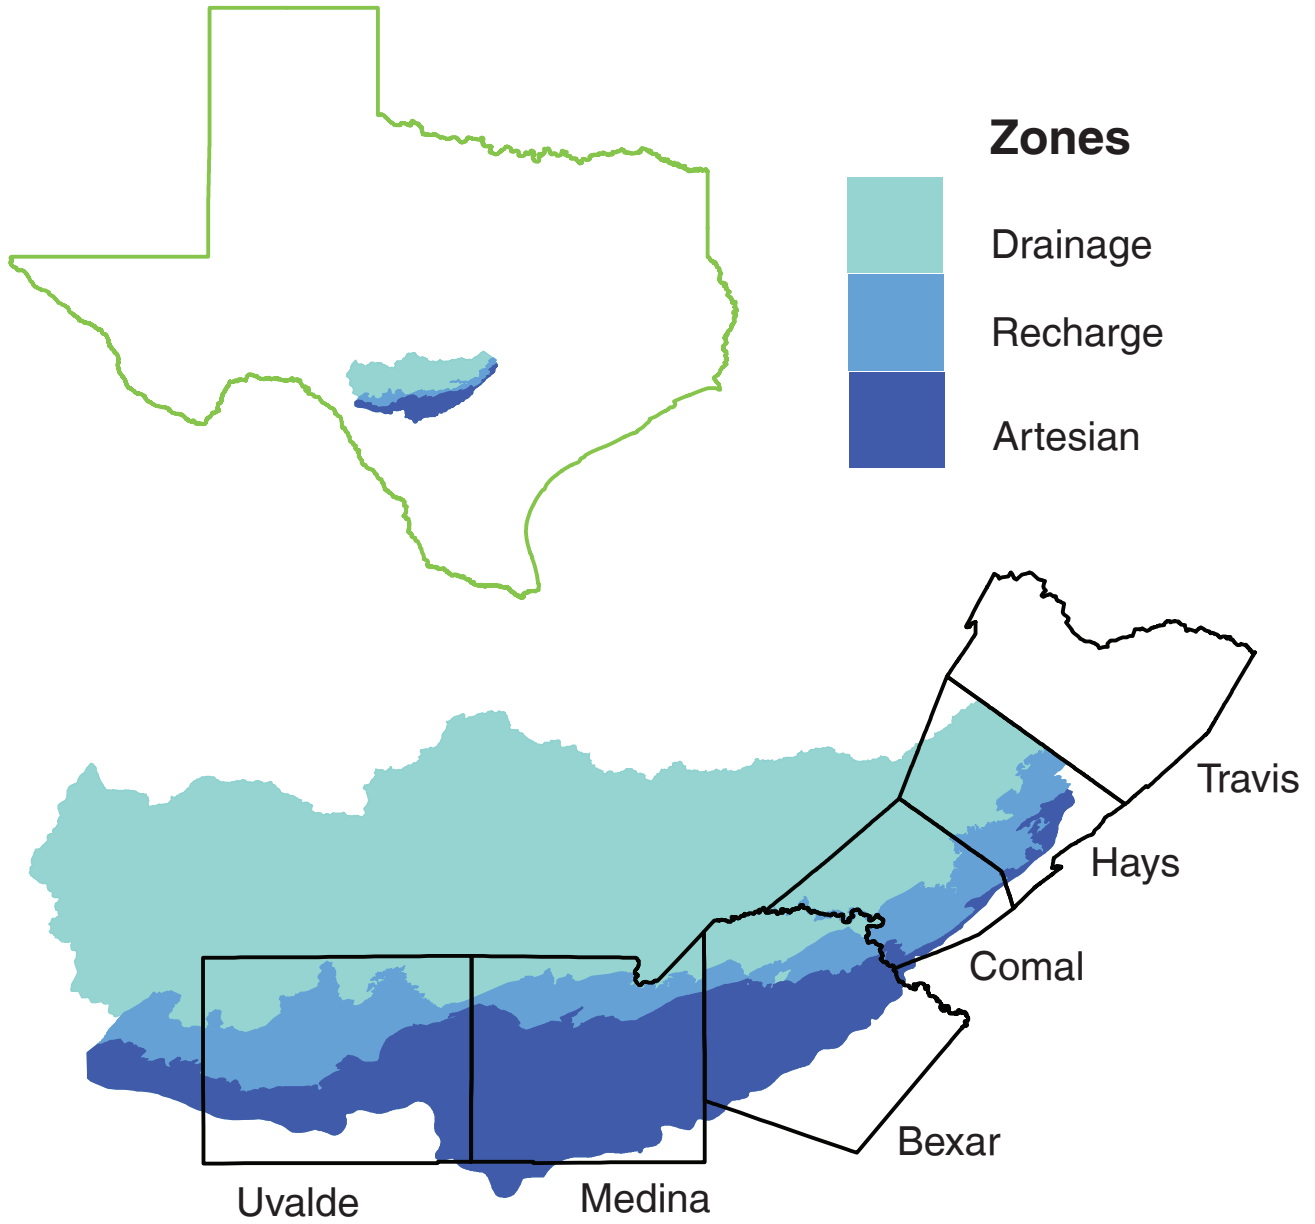 Zones
Drainage
Recharge
Artesian
Travis
Hays
Comal
Bexar
Medina
Uvalde